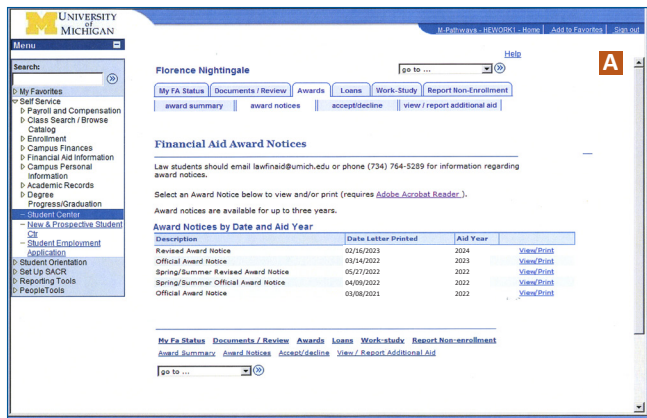 UNIVERSITY
OF
MICHIGAN
M-Pathways - HEWORK1 - Home | Add to Favorites | Sign out
Menu
Help
A
Search:
Florence Nightingale
go to ...
My Favorites
Self Service
Payroll and Compensation
Class Search / Browse
Catalog
Enrollment
Campus Finances
Financial Aid Information
Campus Personal
Information
Academic Records
Degree
Progress/Graduation
– Student Center
– New & Prospective Student
Ctr
– Student Employment
Application
Student Orientation
Set Up SACR
Reporting Tools
PeopleTools
My FA Status Documents / Review Awards Loans Work-Study Report Non-Enrollment
award summary award notices accept/decline view / report additional aid
Financial Aid Award Notices
Law students should email lawfinaid@umich.edu or phone (734) 764-5289 for information regarding
award notices.
Select an Award Notice below to view and/or print (requires Adobe Acrobat Reader ).
Award notices are available for up to three years.
Award Notices by Date and Aid Year
Description Date Letter Printed Aid Year
Revised Award Notice 02/16/2023 2024 View/Print
Official Award Notice 03/14/2022 2023 View/Print
Spring/Summer Revised Award Notice 05/27/2022 2022 View/Print
Spring/Summer Official Award Notice 04/09/2022 2022 View/Print
Official Award Notice 03/08/2021 2022 View/Print
My Fa Status Documents / Review Awards Loans Work-study Report Non-enrollment
Award Summary Award Notices Accept/decline View / Report Additional Aid
go to ...